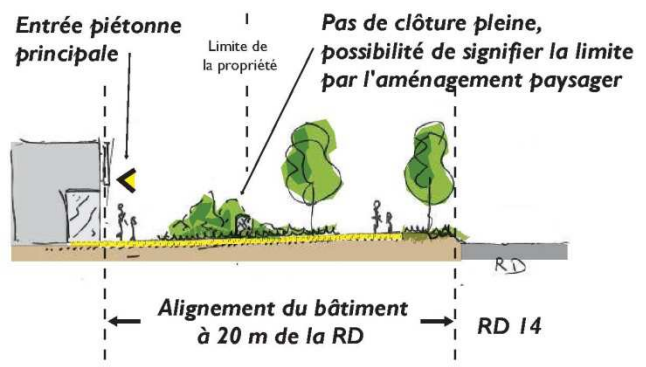 Entrée piétonne
principale
Limite de
la propriété
Pas de clôture pleine,
possibilité de signifier la limite
par l'aménagement paysager
RD
Alignement du bâtiment
à 20 m de la RD
RD 14